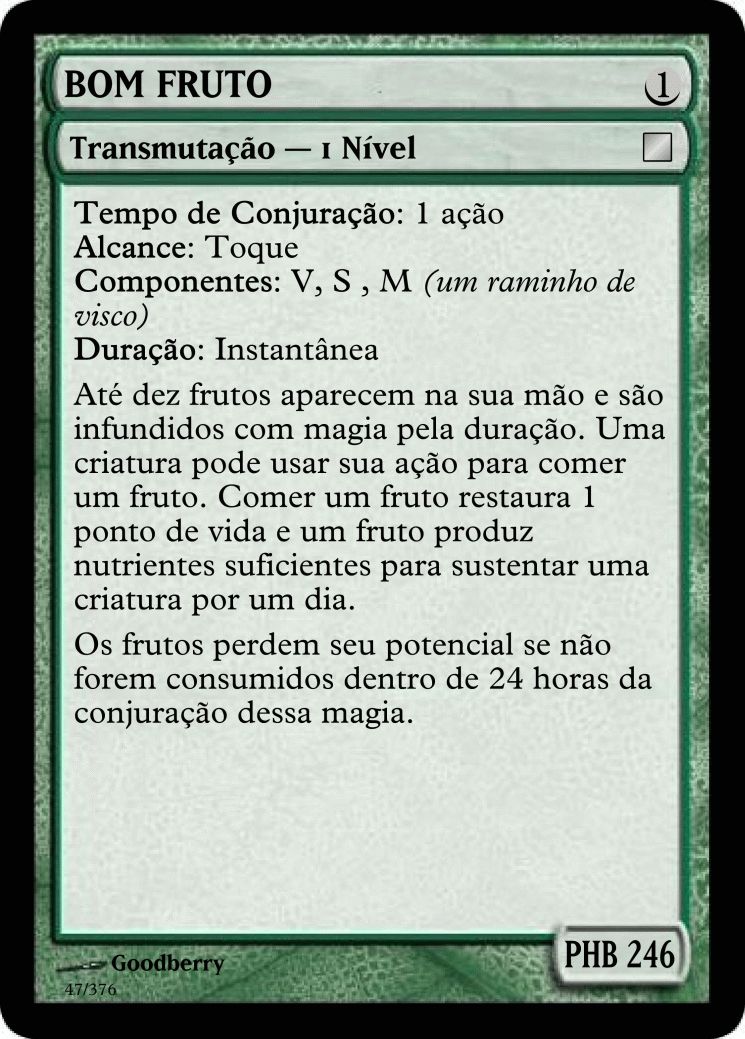 BOM FRUTO 1
Transmutação — 1 Nível
Tempo de Conjuração: 1 ação
Alcance: Toque
Componentes: V, S , M (um raminho de
visco)
Duração: Instantânea
Até dez frutos aparecem na sua mão e são
infundidos com magia pela duração. Uma
criatura pode usar sua ação para comer
um fruto. Comer um fruto restaura 1
ponto de vida e um fruto produz
nutrientes suficientes para sustentar uma
criatura por um dia.
Os frutos perdem seu potencial se não
forem consumidos dentro de 24 horas da
conjuração dessa magia.
PHB 246
Goodberry
47/376